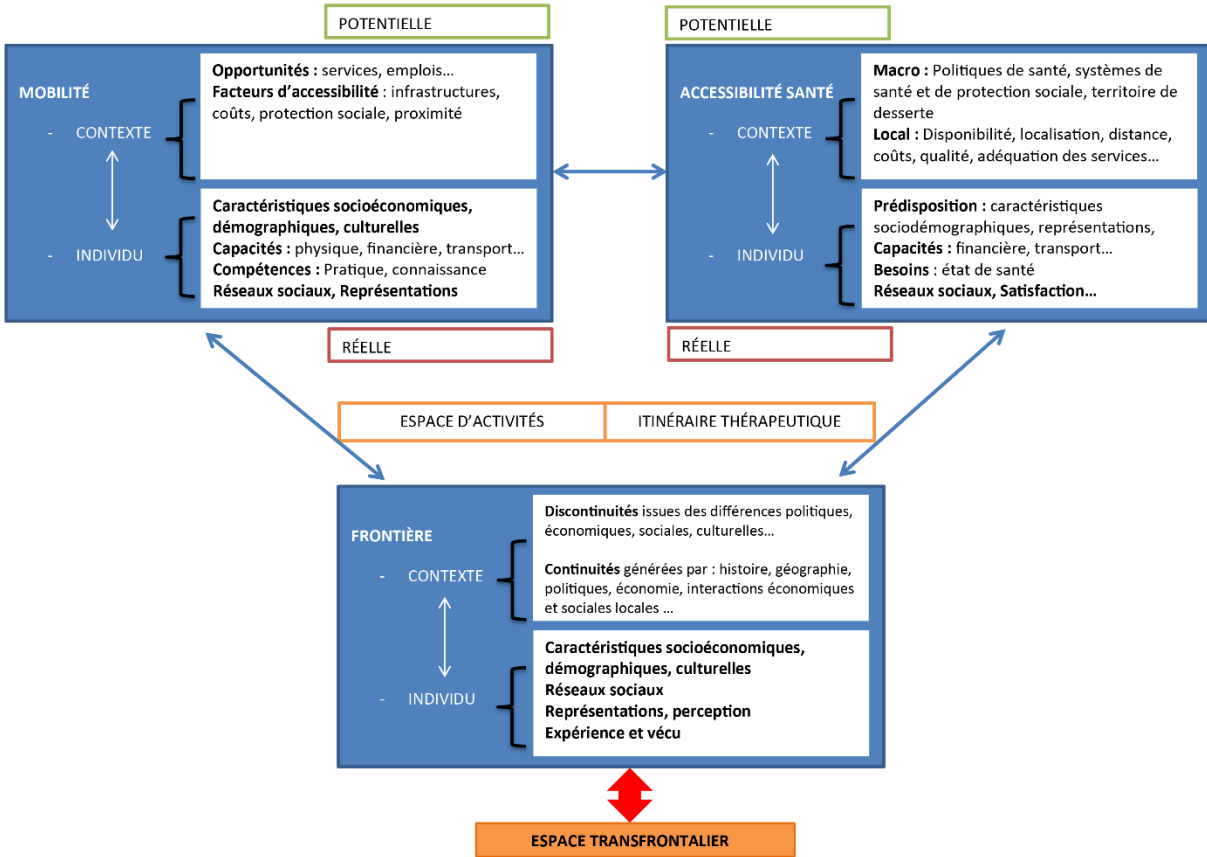 POTENTIELLE
POTENTIELLE
MOBILITÉ
- CONTEXTE
Opportunités : services, emplois…
Facteurs d'accessibilité : infrastructures,
coûts, protection sociale, proximité
- INDIVIDU
Caractéristiques socioéconomiques,
démographiques, culturelles
Capacités : physique, financière, transport…
Compétences : Pratique, connaissance
Réseaux sociaux, Représentations
ACCESSIBILITÉ SANTÉ
- CONTEXTE
Macro : Politiques de santé, systèmes de
santé et de protection sociale, territoire de
desserte
Local : Disponibilité, localisation, distance,
coûts, qualité, adéquation des services…
- INDIVIDU
Prédisposition : caractéristiques
sociodémographiques, représentations,
Capacités : financière, transport…
Besoins : état de santé
Réseaux sociaux, Satisfaction…
RÉELLE
RÉELLE
ESPACE D'ACTIVITÉS
ITINÉRAIRE THÉRAPEUTIQUE
FRONTIÈRE
- CONTEXTE
Discontinuités issues des différences politiques,
économiques, sociales, culturelles…
Continuités générées par : histoire, géographie,
politiques, économie, interactions économiques
et sociales locales …
- INDIVIDU
Caractéristiques socioéconomiques,
démographiques, culturelles
Réseaux sociaux
Représentations, perception
Expérience et vécu
ESPACE TRANSFRONTALIER